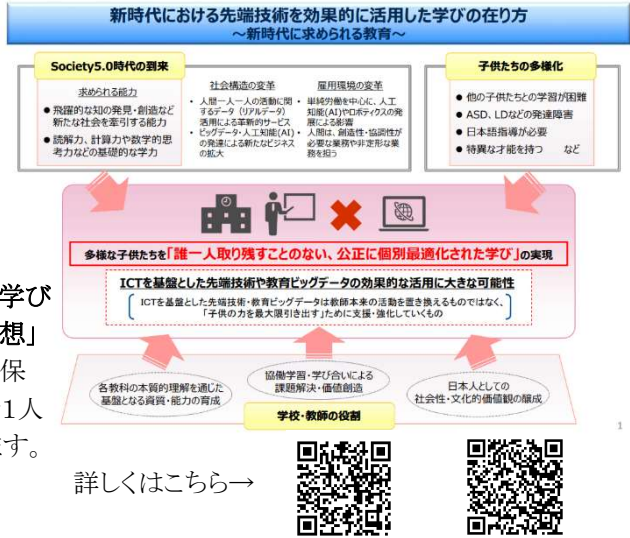 新時代における先端技術を効果的に活用した学びの在り方
～新時代に求められる教育～
Society5.0時代の到来
求められる能力
● 飛躍的な知の発見・創造など
新たな社会を牽引する能力
● 読解力、計算力や数学的思
考力などの基礎的な学力
社会構造の変革
・ 人間一人一人の活動に関
するデータ（リアルデータ）
活用による革新的サービス
・ ビッグデータ・人工知能(AI)
の発達による新たなビジネス
の拡大
雇用環境の変革
・ 単純労働を中心に、人工
知能(AI)やロボティクスの発
展による影響
・ 人間は、創造性・協調性が
必要な業務や非定形な業
務を担う
子供たちの多様化
● 他の子供たちとの学習が困難
● ASD、LDなどの発達障害
● 日本語指導が必要
● 特異な才能を持つ など
多様な子供たちを「誰一人取り残すことのない、公正に個別最適化された学び」の実現
ICTを基盤とした先端技術や教育ビッグデータの効果的な活用に大きな可能性
ICTを基盤とした先端技術・教育ビッグデータは教師本来の活動を置き換えるものではなく、
「子供の力を最大限引き出す」ために支援・強化していくもの
学び
想」
保
1人
す。
各教科の本質的理解を通じた
基盤となる資質・能力の育成
協働学習・学び合いによる
課題解決・価値創造
日本人としての
社会性・文化的価値観の醸成
学校・教師の役割
1
詳しくはこちら→